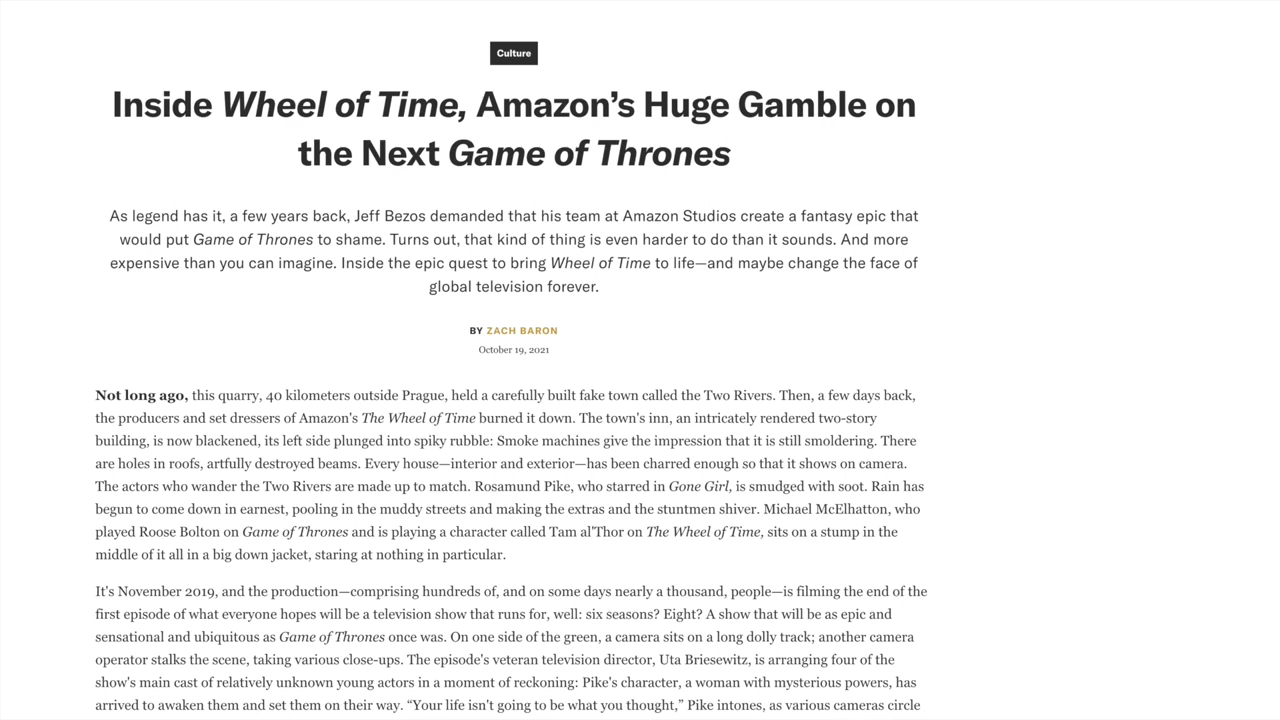 Culture
Inside Wheel of Time, Amazon’s Huge Gamble on
the Next Game of Thrones
As legend has it, a few years back, Jeff Bezos demanded that his team at Amazon Studios create a fantasy epic that
would put Game of Thrones to shame. Turns out, that kind of thing is even harder to do than it sounds. And more
expensive than you can imagine. Inside the epic quest to bring Wheel of Time to life—and maybe change the face of
global television forever.
BY ZACH BARON
October 19, 2021
Not long ago, this quarry, 40 kilometers outside Prague, held a carefully built fake town called the Two Rivers. Then, a few days back,
the producers and set dressers of Amazon's The Wheel of Time burned it down. The town's inn, an intricately rendered two-story
building, is now blackened, its left side plunged into spiky rubble: Smoke machines give the impression that it is still smoldering. There
are holes in roofs, artfully destroyed beams. Every house—interior and exterior—has been charred enough so that it shows on camera.
The actors who wander the Two Rivers are made up to match. Rosamund Pike, who starred in Gone Girl, is smudged with soot. Rain has
begun to come down in earnest, pooling in the muddy streets and making the extras and the stuntmen shiver. Michael McElhatton, who
played Roose Bolton on Game of Thrones and is playing a character called Tam al'Thor on The Wheel of Time, sits on a stump in the
middle of it all in a big down jacket, staring at nothing in particular.
It's November 2019, and the production—comprising hundreds of, and on some days nearly a thousand, people—is filming the end of the
first episode of what everyone hopes will be a television show that runs for, well: six seasons? Eight? A show that will be as epic and
sensational and ubiquitous as Game of Thrones once was. On one side of the green, a camera sits on a long dolly track; another camera
operator stalks the scene, taking various close-ups. The episode's veteran television director, Uta Briesewitz, is arranging four of the
show's main cast of relatively unknown young actors in a moment of reckoning: Pike's character, a woman with mysterious powers, has
arrived to awaken them and set them on their way. “Your life isn't going to be what you thought,” Pike intones, as various cameras circle